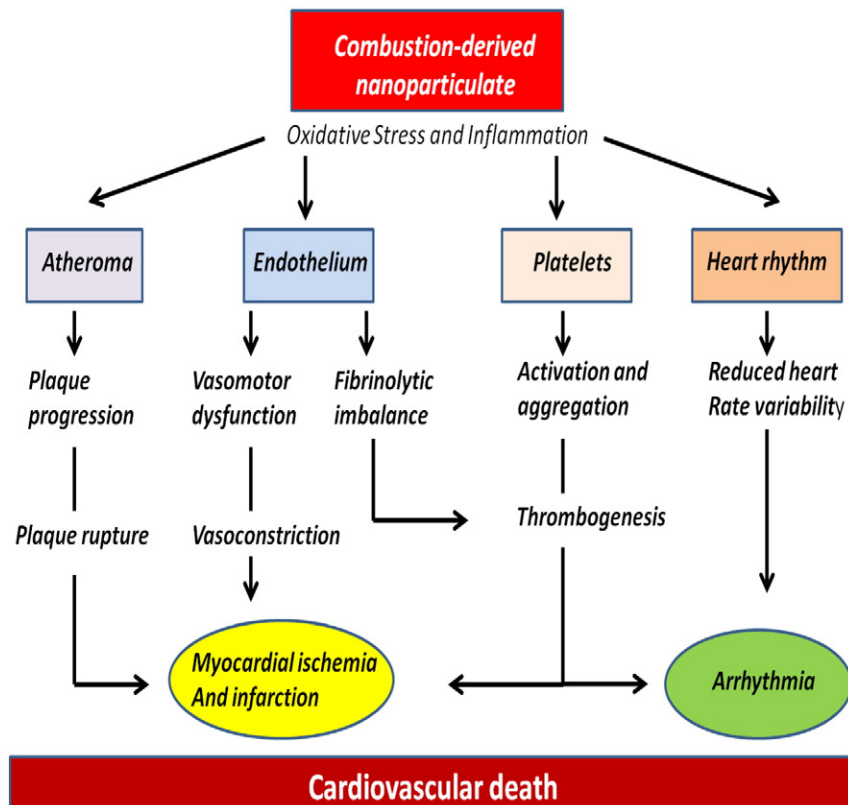 Combustion-derived
nanoparticulate
Oxidative Stress and Inflammation
Atheroma
Endothelium
Platelets
Heart rhythm
Plaque
progression
Vasomotor
dysfunction
Fibrinolytic
imbalance
Activation and
aggregation
Reduced heart
Rate variability
Plaque rupture
Vasoconstriction
Thrombogenesis
Myocardial ischemia
And infarction
Arrhythmia
Cardiovascular death